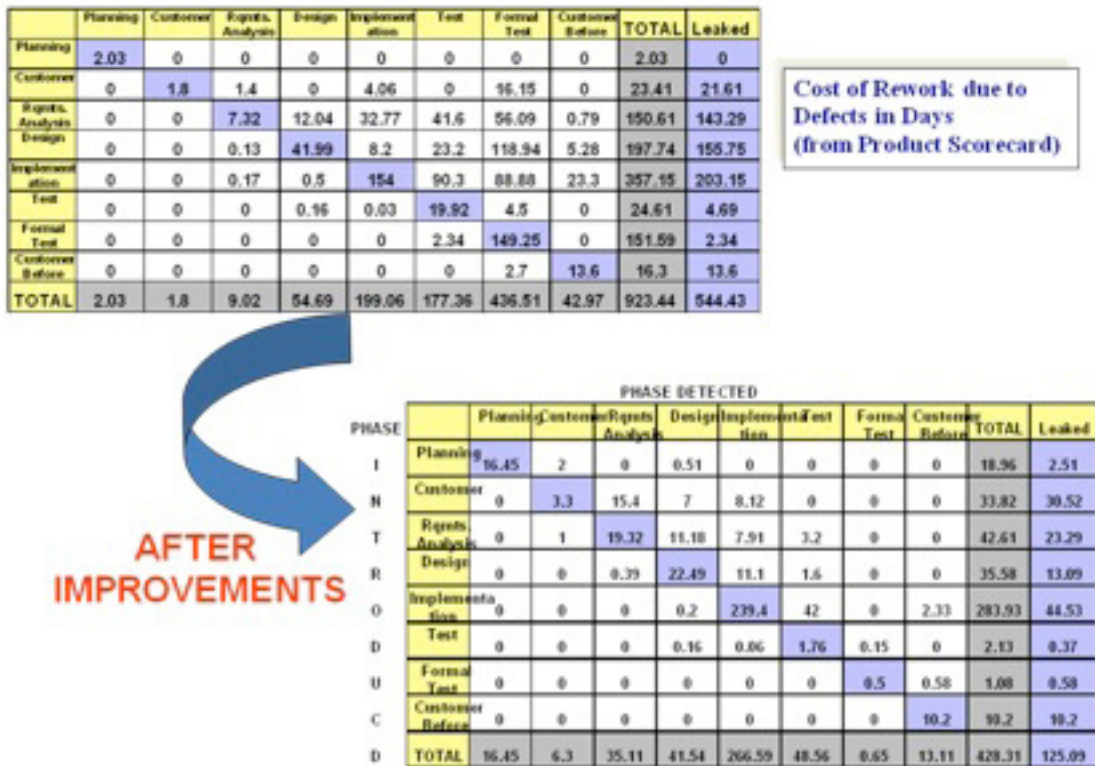 Planning Customer Rqmts. Analysis Design Implement ation Test Formal Test Customer Before TOTAL Leaked
Planning 2.03 0 0 0 0 0 0 0 2.03 0
Customer 0 1.8 1.4 0 4.06 0 16.15 0 23.41 21.61
Rqmts. Analysis 0 0 7.32 12.04 32.77 41.6 56.09 0.79 150.61 143.29
Design 0 0 0.13 41.99 8.2 23.2 118.94 5.28 197.74 155.75
Implement ation 0 0 0.17 0.5 154 90.3 88.88 23.3 357.15 203.15
Test 0 0 0 0.16 0.03 19.92 4.5 0 24.61 4.69
Formal Test 0 0 0 0 0 2.34 149.25 0 151.59 2.34
Customer Before 0 0 0 0 0 0 2.7 13.6 16.3 13.6
TOTAL 2.03 1.8 9.02 54.69 199.06 177.36 436.51 42.97 923.44 544.43
Cost of Rework due to
Defects in Days
(from Product Scorecard)
AFTER
IMPROVEMENTS
PHASE DETECTED
PHASE Planning Customer Rqmts Analysis Design Implementa tion Test Forma Test Customer Before TOTAL Leaked
I Planning 16.45 2 0 0.51 0 0 0 0 18.96 2.51
N Customer 0 3.3 15.4 7 8.12 0 0 0 33.82 30.52
T Rqmts. Analysis 0 1 19.32 11.18 7.91 3.2 0 0 42.61 23.29
R Design 0 0 0.39 22.49 11.1 1.6 0 0 35.58 13.09
O Implementa tion 0 0 0 0.2 239.4 42 0 2.33 283.93 44.53
D Test 0 0 0 0.16 0.06 1.76 0.15 0 2.13 0.37
U Formal Test 0 0 0 0 0 0 0.5 0.58 1.08 0.58
C Customer Before 0 0 0 0 0 0 0 10.2 10.2 10.2
D TOTAL 16.45 6.3 35.11 41.54 266.59 48.56 0.65 13.11 428.31 125.09